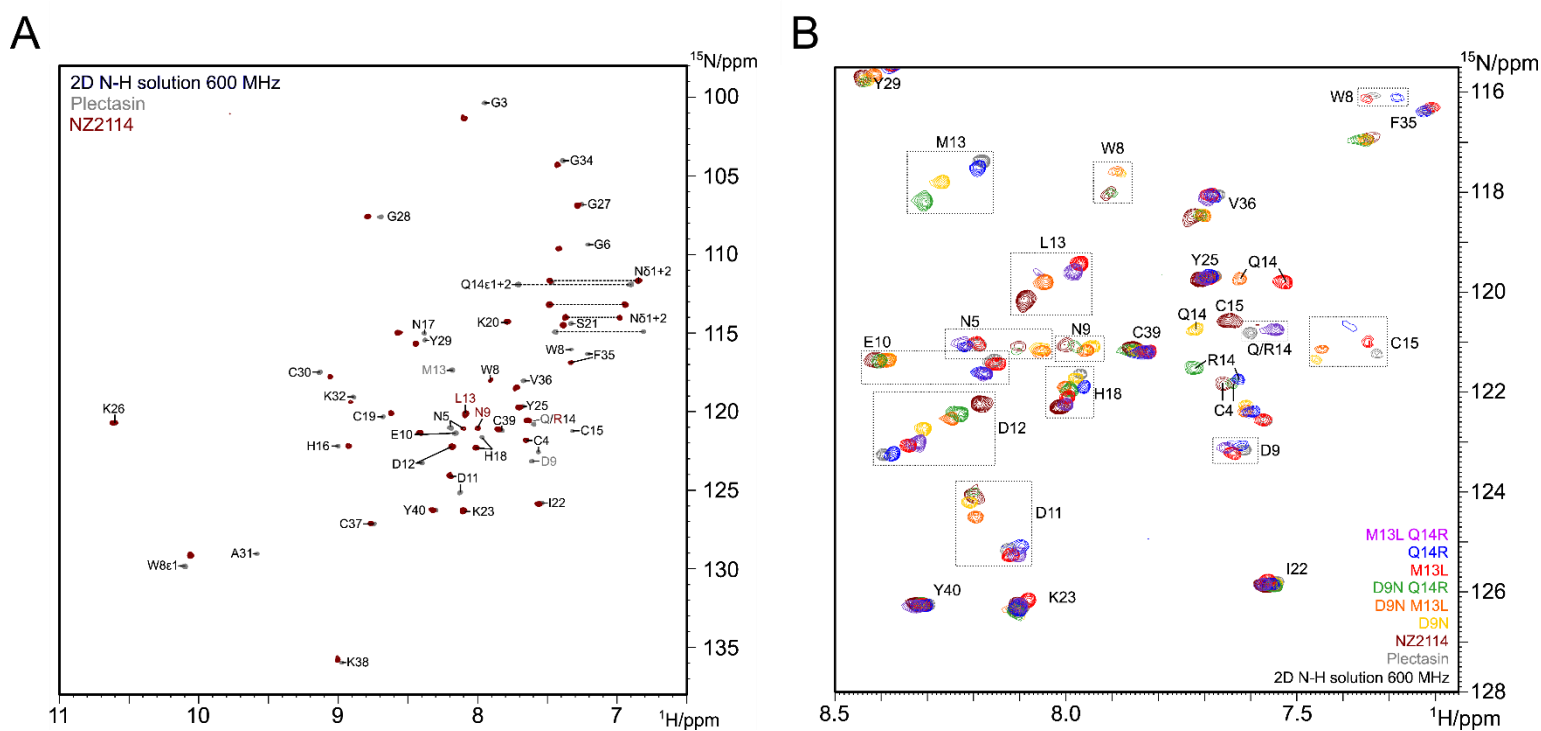 A
15N/ppm
2D N-H solution 600 MHz
Plectasin
NZ2114
G3
100
G34
105
G27
G28
G6
110
Nδ1+2
Q14ε1+2
Nδ1+2
K20
S21
N17
115
Y29
W8
F35
C30
M13
W8
V36
K32
L13
Y25
120
K26
C19
N5
N9
Q/R14
C39
C15
E10
H16
C4
H18
D12
D9
D11
125
Y40
K23
I22
C37
A31
W8ε1
130
135
K38
11
10
9
8
7
1H/ppm
B
15N/ppm
Y29
116
W8
F35
M13
W8
118
V36
L13
Y25
Q14
120
C15
Q14
N5
N9
C39
Q/R14
E10
C15
R14
122
H18
C4
D12
D9
D11
124
M13L Q14R
Q14R
I22
M13L
Y40
K23
126
D9N Q14R
D9N M13L
D9N
NZ2114
Plectasin
2D N-H solution 600 MHz
128
8.5
8.0
7.5
1H/ppm